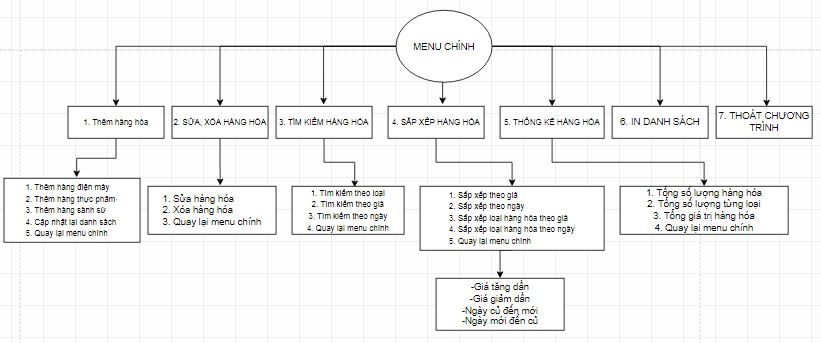 MENU CHÍNH
1. Thêm hàng hóa
2. SỬA, XÓA HÀNG HÓA
3. TÌM KIẾM HÀNG HÓA
4. SẮP XẾP HÀNG HÓA
5. THỐNG KÊ HÀNG HÓA
6. IN DANH SÁCH
7. THOÁT CHƯƠNG
TRÌNH
1. Thêm hàng điện máy
2. Thêm hàng thực phẩm
3. Thêm hàng sành sứ
4. Cập nhật lại danh sách
5. Quay lại menu chính
1. Sửa hàng hóa
2. Xóa hàng hóa
3. Quay lại menu chính
1. Tìm kiếm theo loại
2. Tìm kiếm theo giá
3. Tìm kiếm theo ngày
4. Quay lại menu chính
1. Sắp xếp theo giá
2. Sắp xếp theo ngày
3. Sắp xếp loại hàng hóa theo giá
4. Sắp xếp loại hàng hóa theo ngày
5. Quay lại menu chính
1. Tổng số lượng hàng hóa
2. Tổng số lượng từng loại
3. Tổng giá trị hàng hóa
4. Quay lại menu chính
-Giá tăng dần
-Giá giảm dần
-Ngày củ đến mới
-Ngày mới đến củ